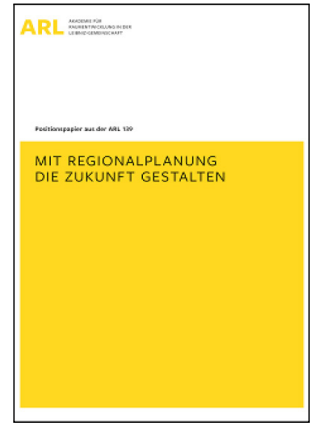 ARL
AKADEMIE FÜR
RAUMENTWICKLUNG IN DER
LEIBNIZ-GEMEINSCHAFT
Positionspapier aus der ARL 139
MIT REGIONALPLANUNG
DIE ZUKUNFT GESTALTEN